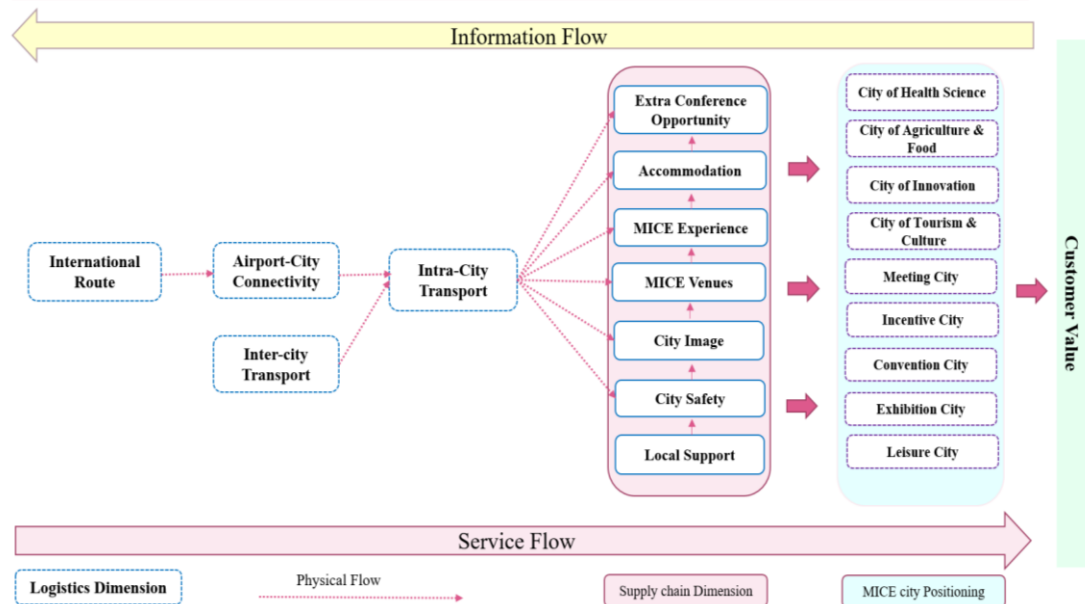 Information Flow
International
Route
Airport-City
Connectivity
Inter-city
Transport
Intra-City
Transport
Extra Conference
Opportunity
Accommodation
MICE Experience
MICE Venues
City Image
City Safety
Local Support
City of Health Science
City of Agriculture &
Food
City of Innovation
City of Tourism &
Culture
Meeting City
Incentive City
Convention City
Exhibition City
Leisure City
Customer Value
Service Flow
Logistics Dimension
Physical Flow
Supply chain Dimension
MICE city Positioning